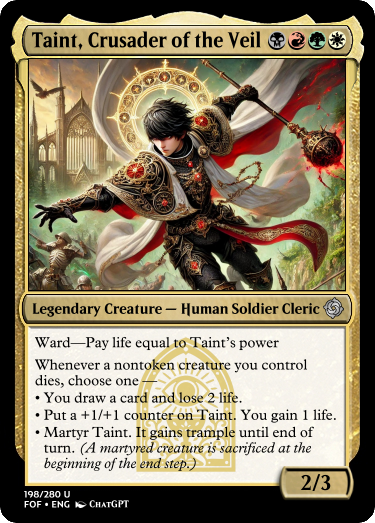 Taint, Crusader of the Veil
Legendary Creature — Human Soldier Cleric
Ward—Pay life equal to Taint's power
Whenever a nontoken creature you control
dies, choose one —
• You draw a card and lose 2 life.
• Put a +1/+1 counter on Taint. You gain 1 life.
• Martyr Taint. It gains trample until end of
turn. (A martyred creature is sacrificed at the
beginning of the end step.)
2/3
198/280 U
FOF • ENG ChatGPT